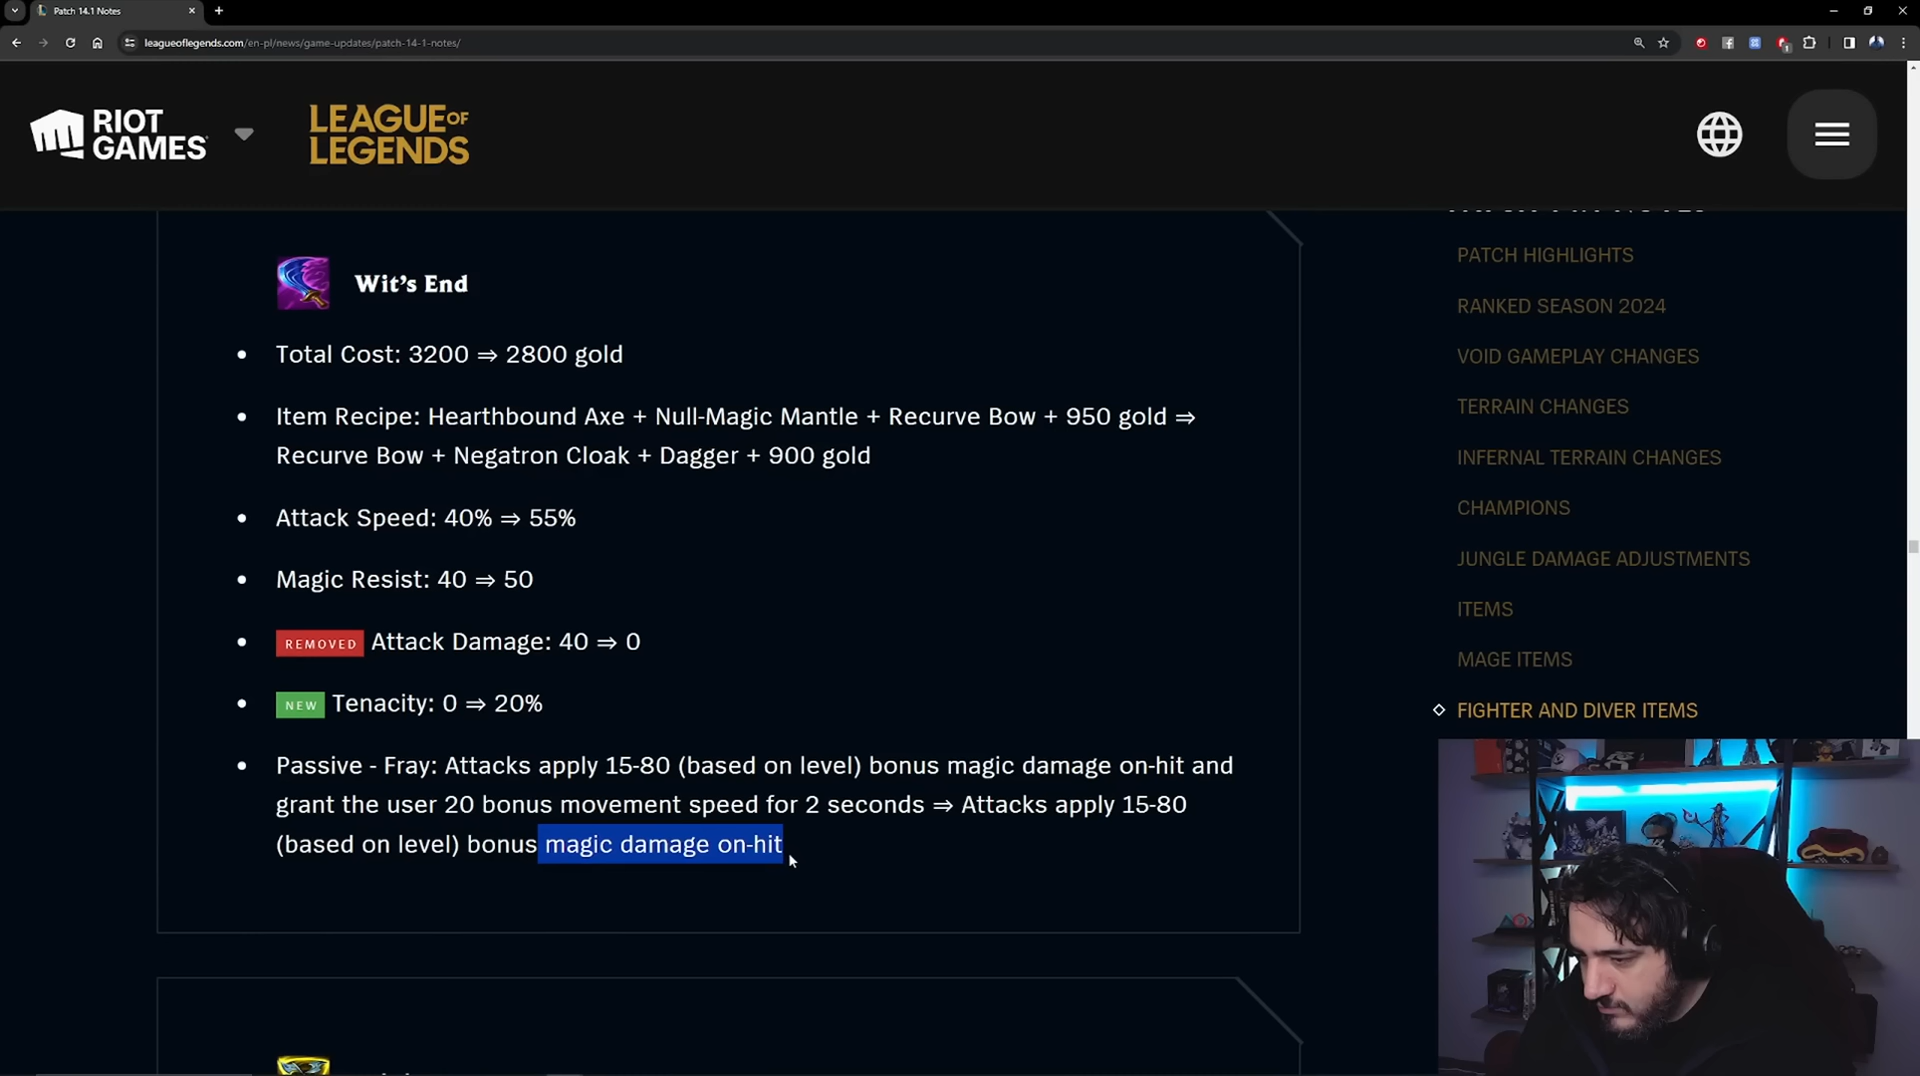 Patch 14.1 Notes
leagueoflegends.com/en-pl/news/game-updates/patch-14-1-notes/
RIOT
GAMES
LEAGUE OF
LEGENDS
Wit's End
• Total Cost: 3200 ⇒ 2800 gold
• Item Recipe: Hearthbound Axe + Null-Magic Mantle + Recurve Bow + 950 gold ⇒
Recurve Bow + Negatron Cloak + Dagger + 900 gold
• Attack Speed: 40% ⇒ 55%
• Magic Resist: 40 ⇒ 50
• REMOVED Attack Damage: 40 ⇒ 0
• NEW Tenacity: 0 ⇒ 20%
• Passive - Fray: Attacks apply 15-80 (based on level) bonus magic damage on-hit and
grant the user 20 bonus movement speed for 2 seconds ⇒ Attacks apply 15-80
(based on level) bonus magic damage on-hit
PATCH HIGHLIGHTS
RANKED SEASON 2024
VOID GAMEPLAY CHANGES
TERRAIN CHANGES
INFERNAL TERRAIN CHANGES
CHAMPIONS
JUNGLE DAMAGE ADJUSTMENTS
ITEMS
MAGE ITEMS
FIGHTER AND DIVER ITEMS